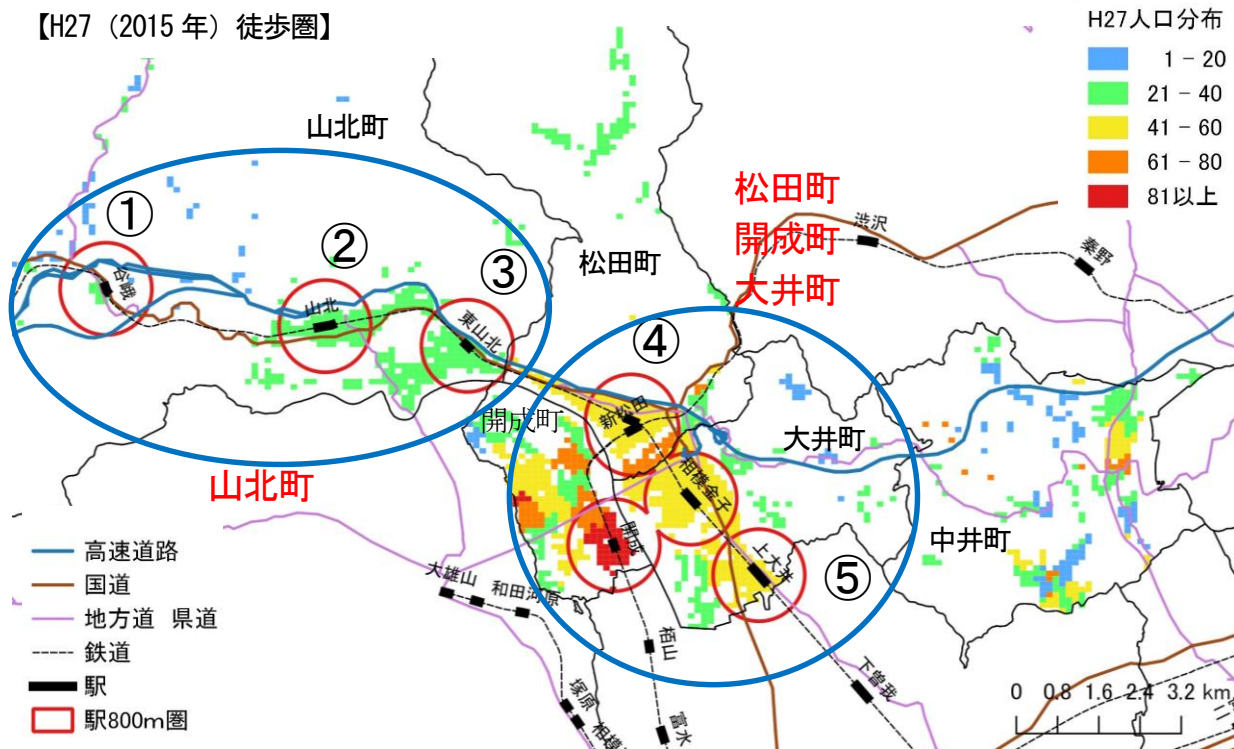 【H27（2015年）徒歩圏】
H27人口分布
1 − 20
21 − 40
41 − 60
61 − 80
81以上
山北町
①
②
③
谷峨
山北
東山北
松田町
松田町
開成町
大井町
渋沢
秦野
④
新松田
開成町
大井町
相模金子
山北町
開成
上大井
⑤
中井町
高速道路
国道
地方道 県道
鉄道
駅
駅800m圏
大雄山
和田河原
栢山
下曽我
塚原
富水
0 0.8 1.6 2.4 3.2 km